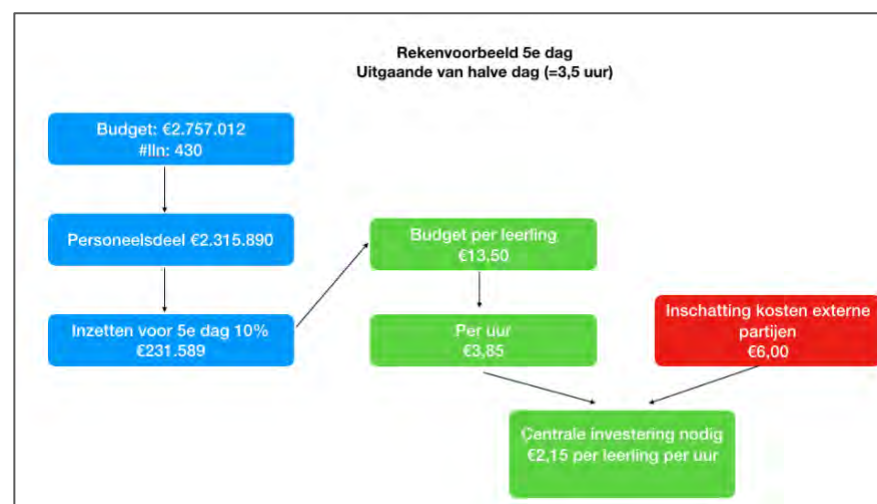 Rekenvoorbeeld 5e dag
Uitgaande van halve dag (=3,5 uur)
Budget: €2.757.012
#lln: 430
Personeelsdeel €2.315.890
Inzetten voor 5e dag 10%
€231.589
Budget per leerling
€13,50
Per uur
€3,85
Inschatting kosten externe
partijen
€6,00
Centrale investering nodig
€2,15 per leerling per uur